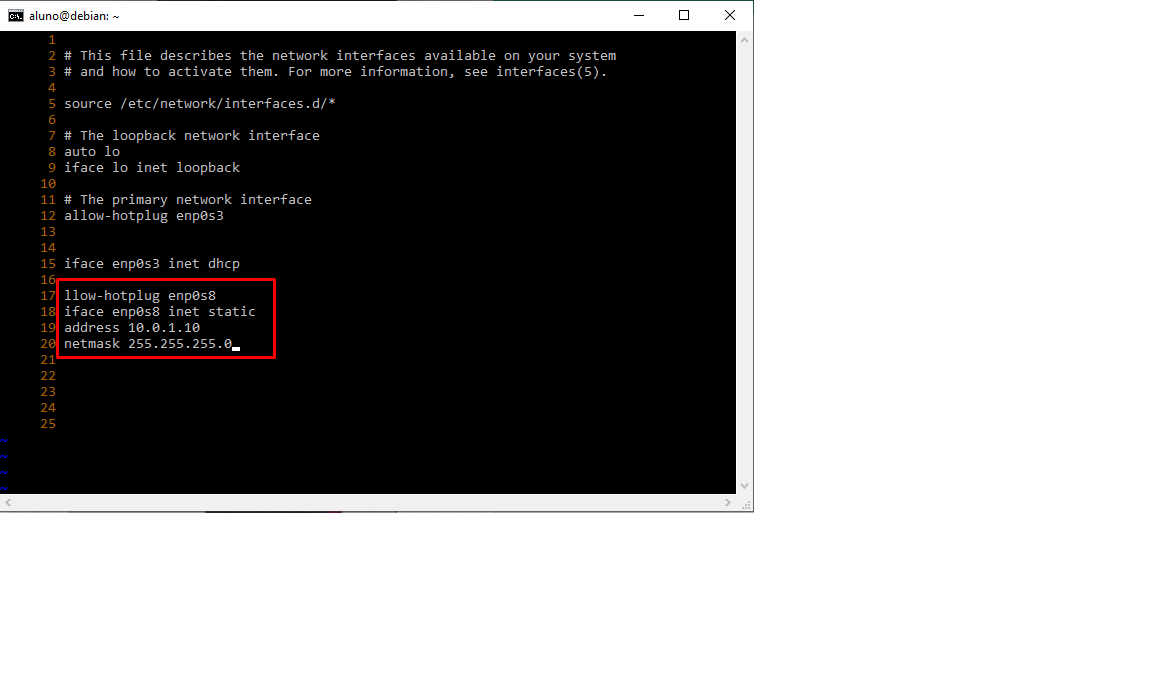 aluno@debian: ~
1
2 # This file describes the network interfaces available on your system
3 # and how to activate them. For more information, see interfaces(5).
4
5 source /etc/network/interfaces.d/*
6
7 # The loopback network interface
8 auto lo
9 iface lo inet loopback
10
11 # The primary network interface
12 allow-hotplug enp0s3
13
14
15 iface enp0s3 inet dhcp
16
17 llow-hotplug enp0s8
18 iface enp0s8 inet static
19 address 10.0.1.10
20 netmask 255.255.255.0
21
22
23
24
25
~
~
~
~